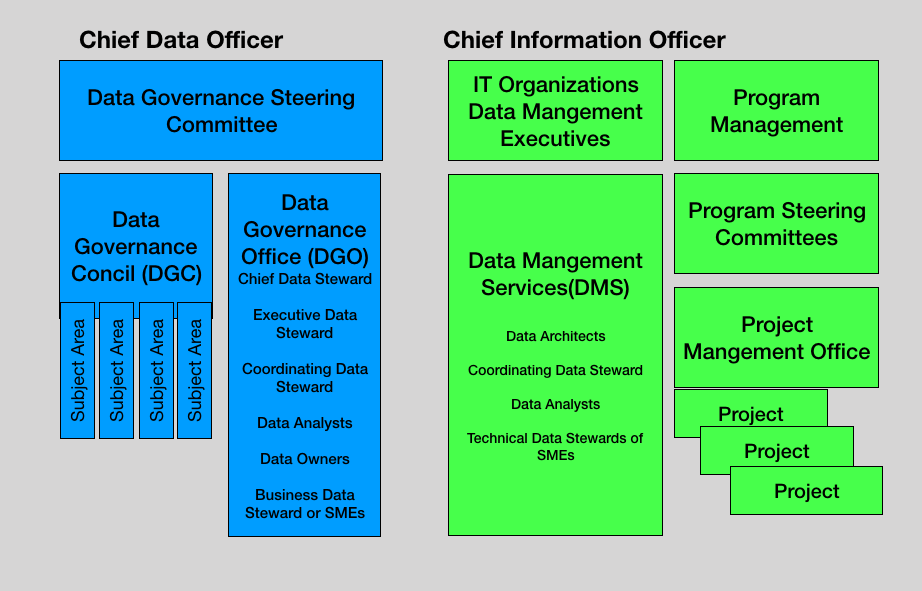 Chief Data Officer
Chief Information Officer
Data Governance Steering
Committee
IT Organizations
Data Mangement
Executives
Program
Management
Data
Governance
Concil (DGC)
Subject Area
Subject Area
Subject Area
Subject Area
Data
Governance
Office (DGO)
Chief Data Steward
Executive Data
Steward
Coordinating Data
Steward
Data Analysts
Data Owners
Business Data
Steward or SMEs
Data Mangement
Services(DMS)
Data Architects
Coordinating Data Steward
Data Analysts
Technical Data Stewards of
SMEs
Program Steering
Committees
Project
Mangement Office
Project
Project
Project